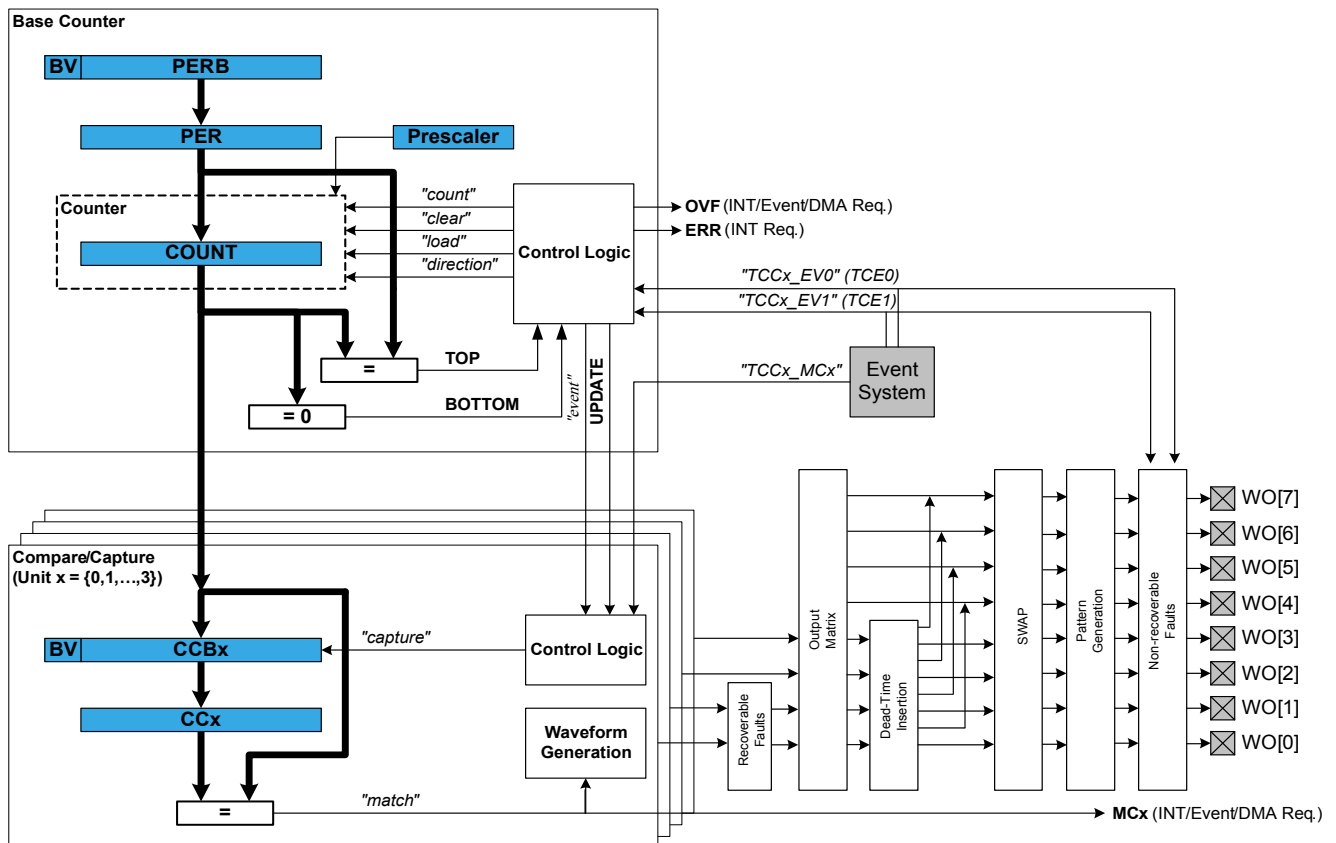 Base Counter
BV PERB
PER
Prescaler
Counter
COUNT
"count"
"clear"
"load"
"direction"
Control Logic
OVF (INT/Event/DMA Req.)
ERR (INT Req.)
"TCCx_EV0" (TCE0)
"TCCx_EV1" (TCE1)
"TCCx_MCx"
Event
System
=
TOP
= 0
BOTTOM
"event"
UPDATE
Compare/Capture
(Unit x = {0,1,…,3})
BV CCBx
"capture"
Control Logic
CCx
Waveform
Generation
=
"match"
Recoverable
Faults
Output
Matrix
Dead-Time
Insertion
SWAP
Pattern
Generation
Non-recoverable
Faults
WO[7]
WO[6]
WO[5]
WO[4]
WO[3]
WO[2]
WO[1]
WO[0]
MCx (INT/Event/DMA Req.)